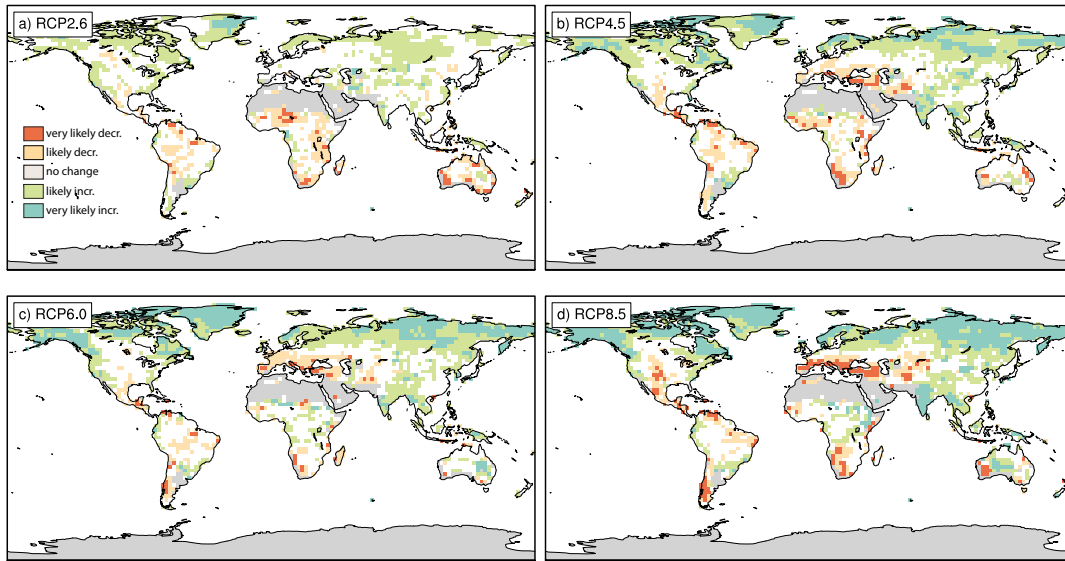 a) RCP2.6
b) RCP4.5
very likely decr.
likely decr.
no change
likely incr.
very likely incr.
c) RCP6.0
d) RCP8.5